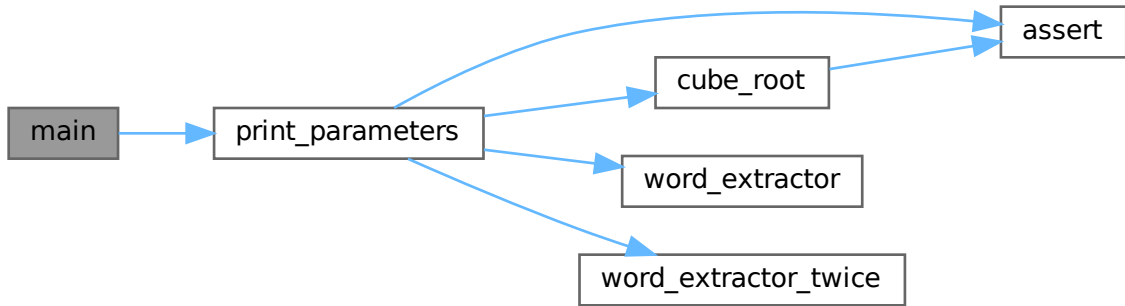 main
print_parameters
assert
cube_root
word_extractor
word_extractor_twice